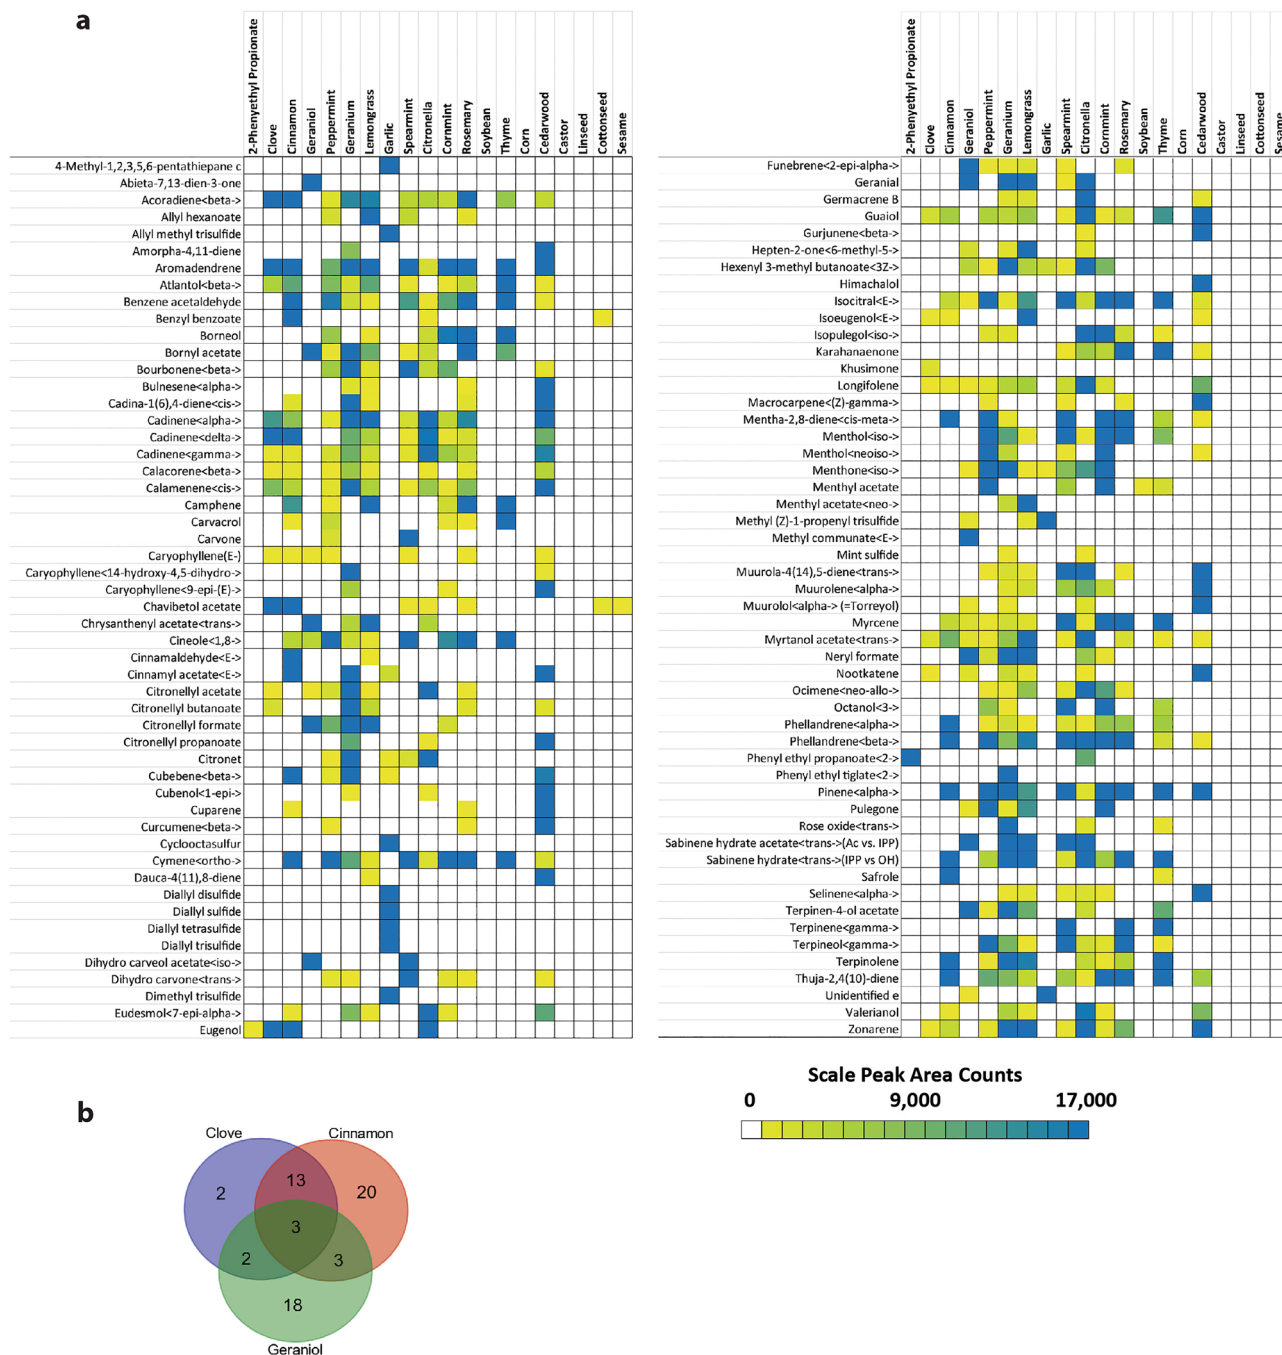 a
2-Phenyethyl Propionate
Clove
Cinnamon
Geraniol
Peppermint
Geranium
Lemongrass
Garlic
Spearmint
Citronella
Cornmint
Rosemary
Soybean
Thyme
Corn
Cedarwood
Castor
Linseed
Cottonseed
Sesame
4-Methyl-1,2,3,5,6-pentathiepane c
Abieta-7,13-dien-3-one
Acoradiene<beta->
Allyl hexanoate
Allyl methyl trisulfide
Amorpha-4,11-diene
Aromadendrene
Atlantol<beta->
Benzene acetaldehyde
Benzyl benzoate
Borneol
Bornyl acetate
Bourbonene<beta->
Bulnesene<alpha->
Cadina-1(6),4-diene<cis->
Cadinene<alpha->
Cadinene<delta->
Cadinene<gamma->
Calacorene<beta->
Calamenene<cis->
Camphene
Carvacrol
Carvone
Caryophyllene(E-)
Caryophyllene<14-hydroxy-4,5-dihydro->
Caryophyllene<9-epi-(E)->
Chavibetol acetate
Chrysanthenyl acetate<trans->
Cineole<1,8->
Cinnamaldehyde<E->
Cinnamyl acetate<E->
Citronellyl acetate
Citronellyl butanoate
Citronellyl formate
Citronellyl propanoate
Citronet
Cubebene<beta->
Cubenol<1-epi->
Cuparene
Curcumene<beta->
Cyclooctasulfur
Cymene<ortho->
Dauca-4(11),8-diene
Diallyl disulfide
Diallyl sulfide
Diallyl tetrasulfide
Diallyl trisulfide
Dihydro carveol acetate<iso->
Dihydro carvone<trans->
Dimethyl trisulfide
Eudesmol<7-epi-alpha->
Eugenol
2-Phenyethyl Propionate
Clove
Cinnamon
Geraniol
Peppermint
Geranium
Lemongrass
Garlic
Spearmint
Citronella
Cornmint
Rosemary
Soybean
Thyme
Corn
Cedarwood
Castor
Linseed
Cottonseed
Sesame
Funebrene<2-epi-alpha->
Geranial
Germacrene B
Guaiol
Gurjunene<beta->
Hepten-2-one<6-methyl-5->
Hexenyl 3-methyl butanoate<3Z->
Himachalol
Isocitral<E->
Isoeugenol<E->
Isopulegol<iso->
Karahanaenone
Khusimone
Longifolene
Macrocarpene<(Z)-gamma->
Mentha-2,8-diene<cis-meta->
Menthol<iso->
Menthol<neoiso->
Menthone<iso->
Menthyl acetate
Menthyl acetate<neo->
Methyl (Z)-1-propenyl trisulfide
Methyl communate<E->
Mint sulfide
Muurola-4(14),5-diene<trans->
Muurolene<alpha->
Muurolol<alpha-> (=Torreyol)
Myrcene
Myrtanol acetate<trans->
Neryl formate
Nootkatene
Ocimene<neo-allo->
Octanol<3->
Phellandrene<alpha->
Phellandrene<beta->
Phenyl ethyl propanoate<2->
Phenyl ethyl tiglate<2->
Pinene<alpha->
Pulegone
Rose oxide<trans->
Sabinene hydrate acetate<trans->(Ac vs. IPP)
Sabinene hydrate<trans->(IPP vs OH)
Safrole
Selinene<alpha->
Terpinen-4-ol acetate
Terpinene<gamma->
Terpineol<gamma->
Terpinolene
Thuja-2,4(10)-diene
Unidentified e
Valerianol
Zonarene
Scale Peak Area Counts
0 9,000 17,000
b
Clove Cinnamon
2 13 20
3
2 3
18
Geraniol